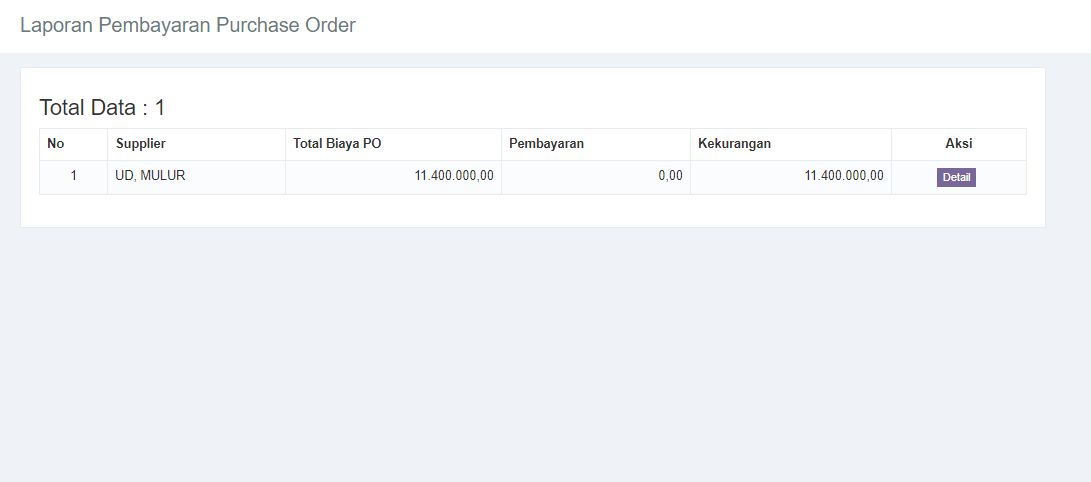 Laporan Pembayaran Purchase Order
Total Data : 1
No Supplier Total Biaya PO Pembayaran Kekurangan Aksi
1 UD, MULUR 11.400.000,00 0,00 11.400.000,00 Detail